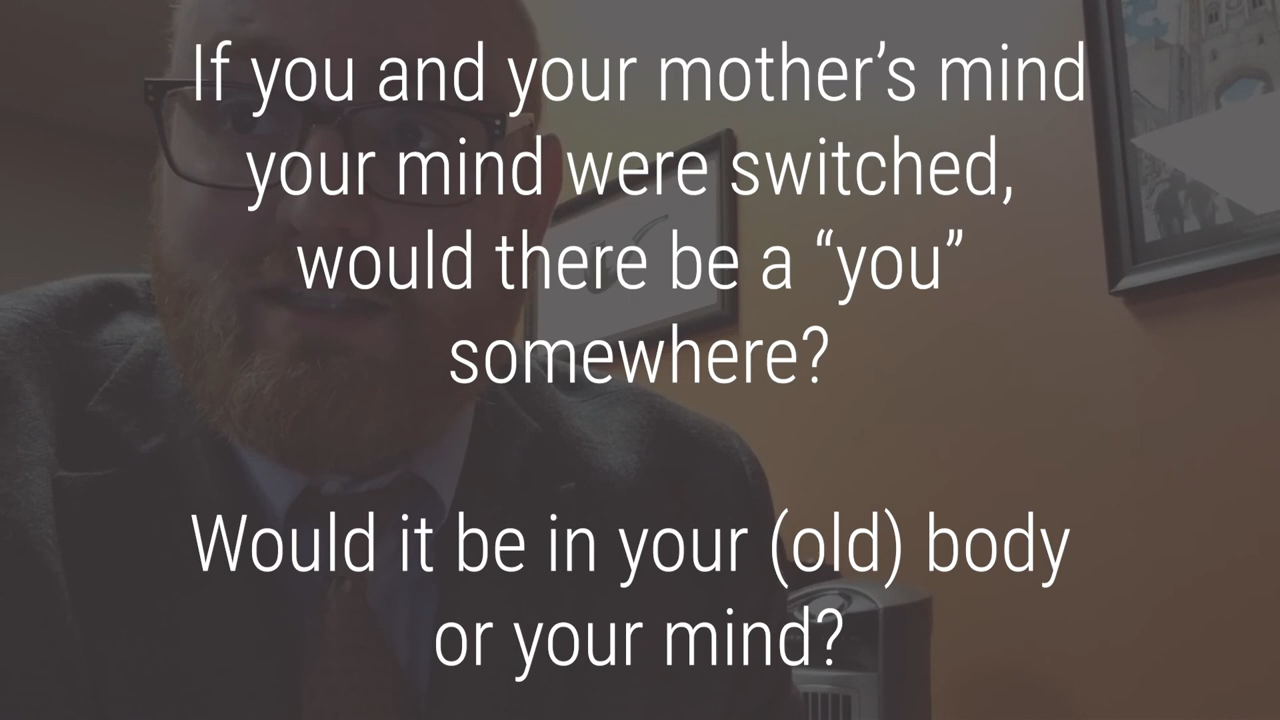 If you and your mother’s mind
your mind were switched,
would there be a “you”
somewhere?
Would it be in your (old) body
or your mind?